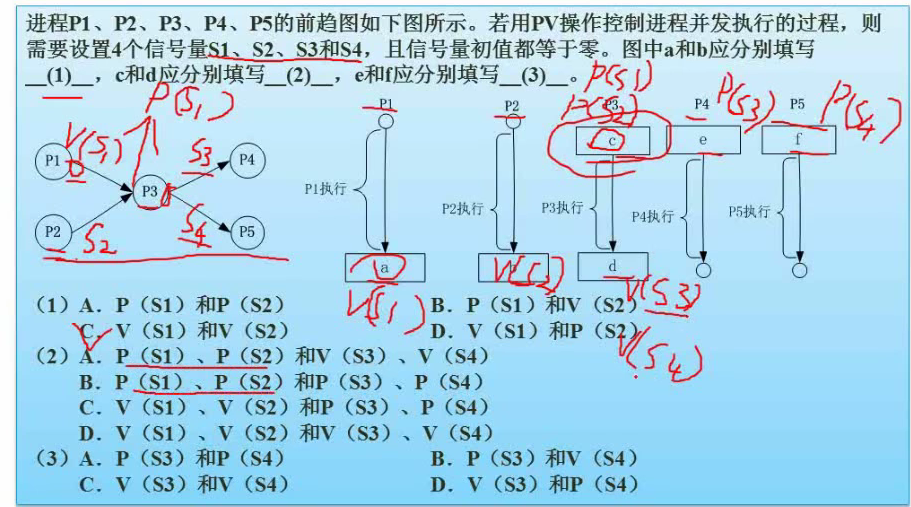 进程P1、P2、P3、P4、P5的前趋图如下图所示。若用PV操作控制进程并发执行的过程，则
需要设置4个信号量S1、S2、S3和S4，且信号量初值都等于零。图中a和b应分别填写
__(1)__，c和d应分别填写__(2)__，e和f应分别填写__(3)__。
P(S1)
P(S1)
P(S2)
P1 P2 P3 P4 P(S3) P5 P(S4)
V(S1)
P1 S3 P4
c e f
P3
P1执行 P2执行 P3执行 P4执行 P5执行
P2 S2 S4 P5
a V(S2) d
V(S1) V(S3)
V(S4)
（1）A．P（S1）和P（S2） B．P（S1）和V（S2）
C．V（S1）和V（S2） D．V（S1）和P（S2）
（2）A．P（S1）、P（S2）和V（S3）、V（S4）
B．P（S1）、P（S2）和P（S3）、P（S4）
C．V（S1）、V（S2）和P（S3）、P（S4）
D．V（S1）、V（S2）和V（S3）、V（S4）
（3）A．P（S3）和P（S4） B．P（S3）和V（S4）
C．V（S3）和V（S4） D．V（S3）和P（S4）